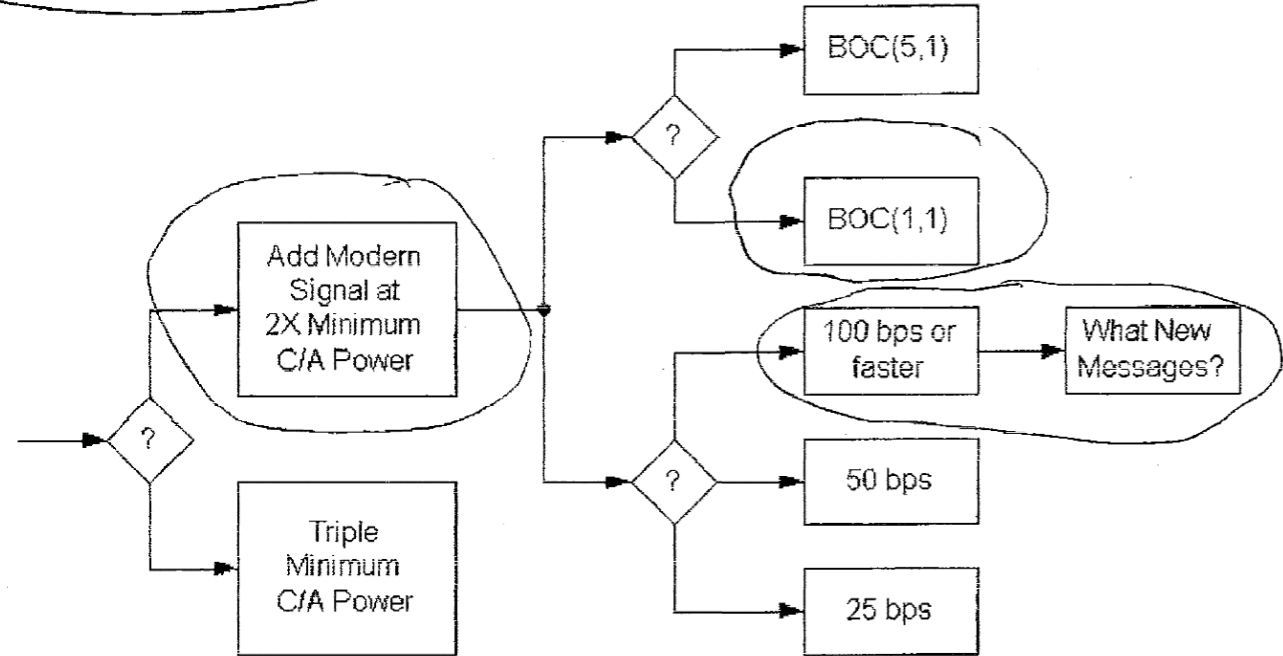 BOC(5,1)
?
BOC(1,1)
Add Modern
Signal at
2X Minimum
C/A Power
100 bps or
faster
What New
Messages?
?
?
50 bps
Triple
Minimum
C/A Power
25 bps